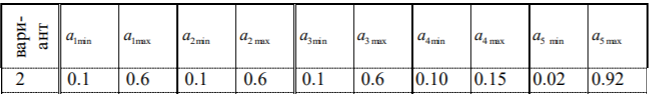 вари-
ант a1min a1max a2min a2max a3min a3max a4min a4max a5 min a5max
2 0.1 0.6 0.1 0.6 0.1 0.6 0.10 0.15 0.02 0.92